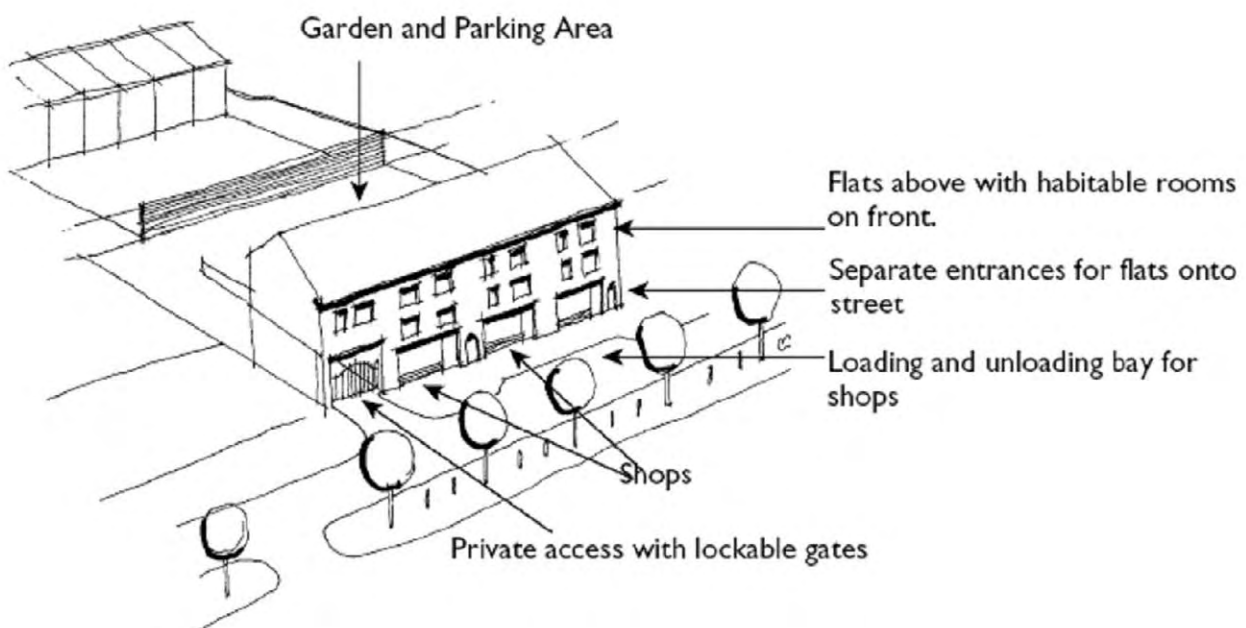 Garden and Parking Area
Flats above with habitable rooms
on front.
Separate entrances for flats onto
street
Loading and unloading bay for
shops
Shops
Private access with lockable gates